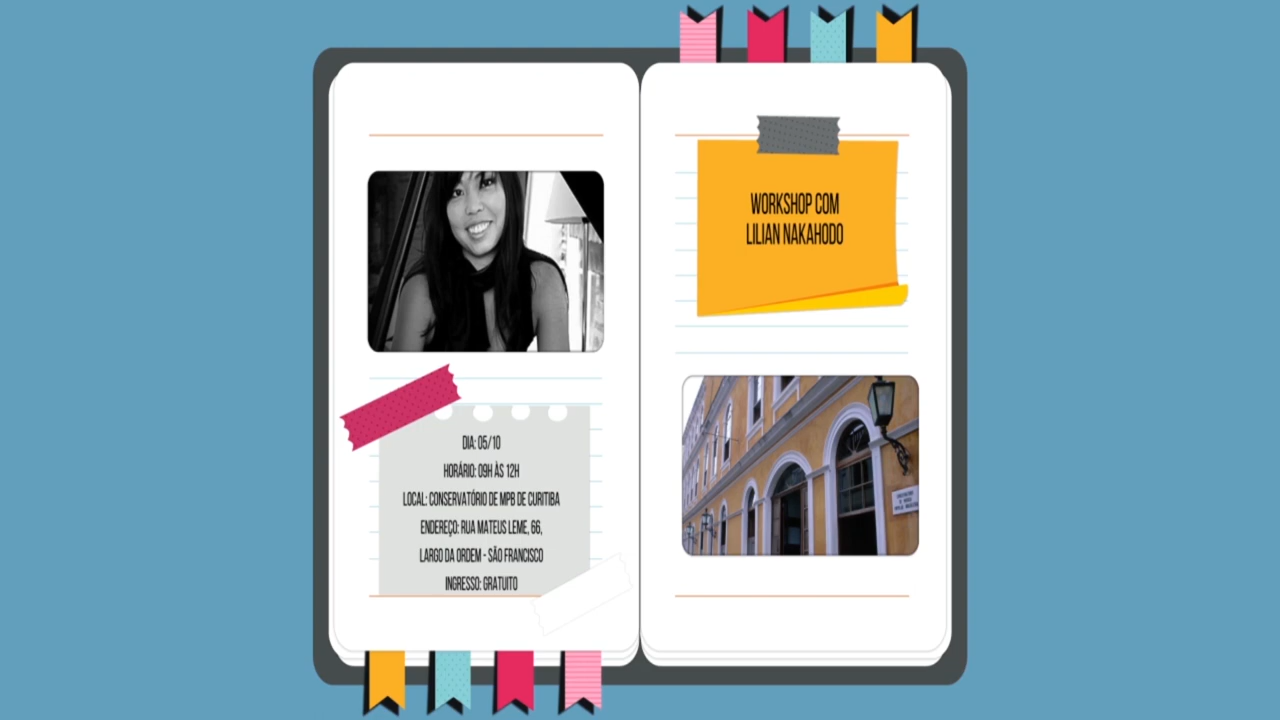 DIA: 05/10
HORÁRIO: 09H ÀS 12H
LOCAL: CONSERVATÓRIO DE MPB DE CURITIBA
ENDEREÇO: RUA MATEUS LEME, 66,
LARGO DA ORDEM - SÃO FRANCISCO
INGRESSO: GRATUITO
WORKSHOP COM
LILIAN NAKAHODO